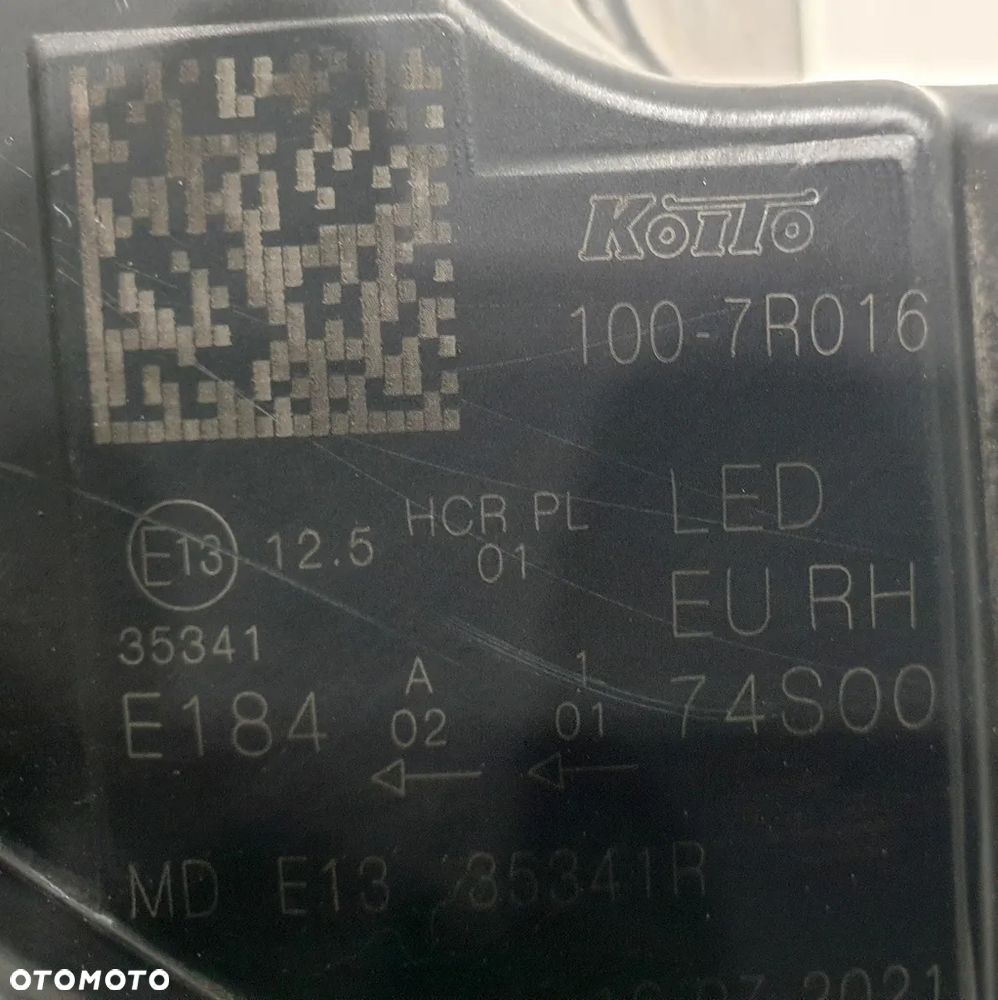 KOITO
100-7R016
E13 12.5 HCR PL LED
01
EU RH
35341
A 1
E184 02 01 74S00
MD E13 35341R
2021
OTOMOTO